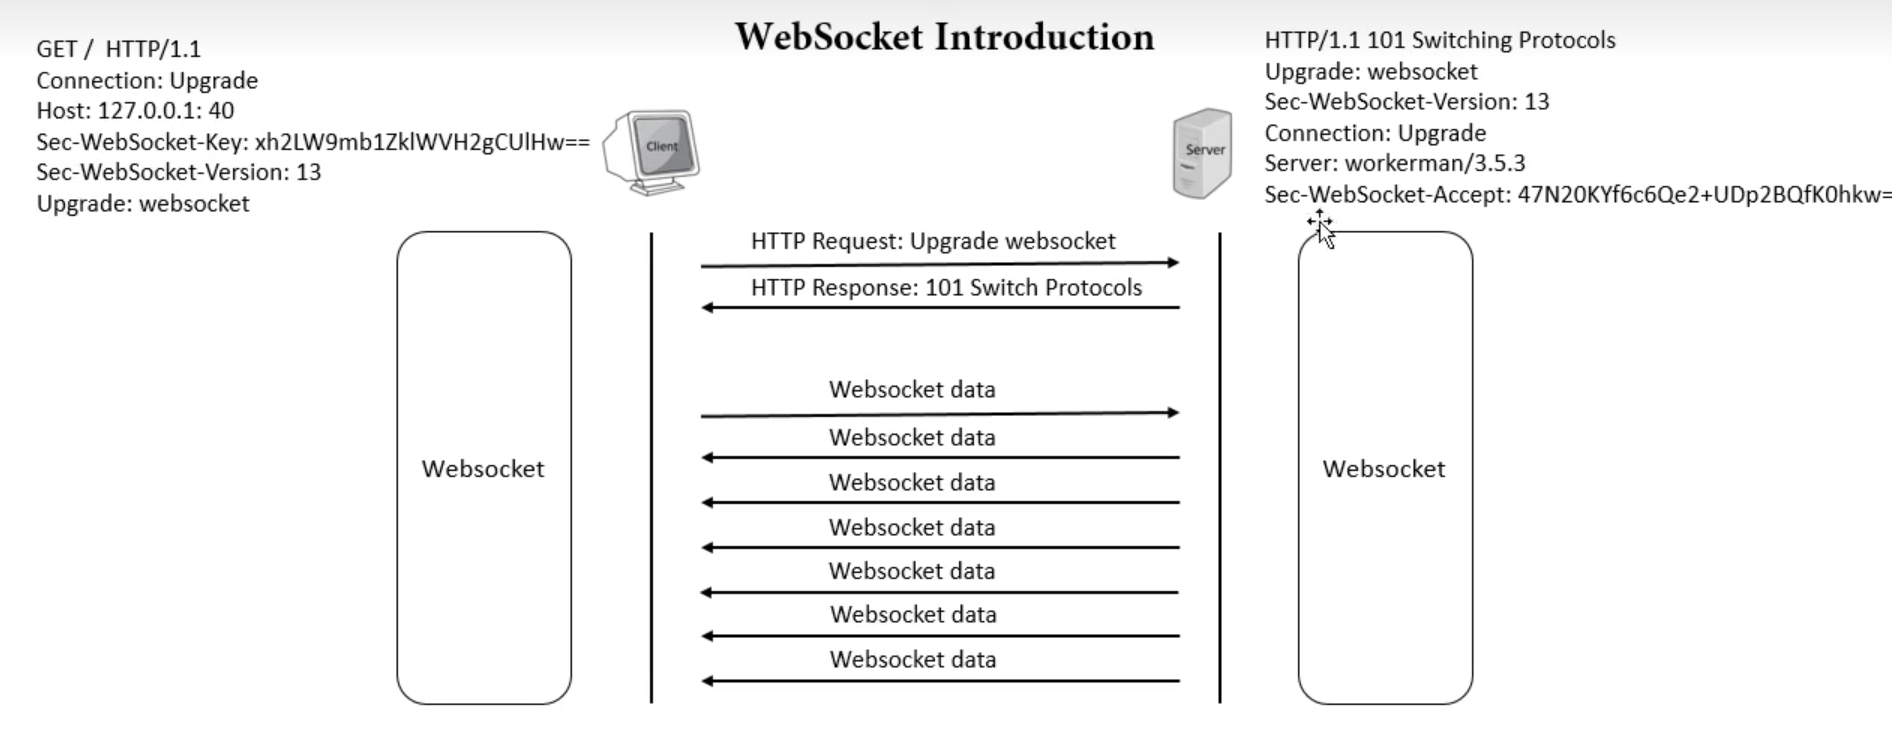 WebSocket Introduction
GET / HTTP/1.1
Connection: Upgrade
Host: 127.0.0.1: 40
Sec-WebSocket-Key: xh2LW9mb1ZklWVH2gCUlHw==
Sec-WebSocket-Version: 13
Upgrade: websocket
Client
HTTP/1.1 101 Switching Protocols
Upgrade: websocket
Sec-WebSocket-Version: 13
Connection: Upgrade
Server: workerman/3.5.3
Sec-WebSocket-Accept: 47N20KYf6c6Qe2+UDp2BQfK0hkw=
Server
HTTP Request: Upgrade websocket
HTTP Response: 101 Switch Protocols
Websocket data
Websocket data
Websocket data
Websocket data
Websocket data
Websocket data
Websocket data
Websocket
Websocket